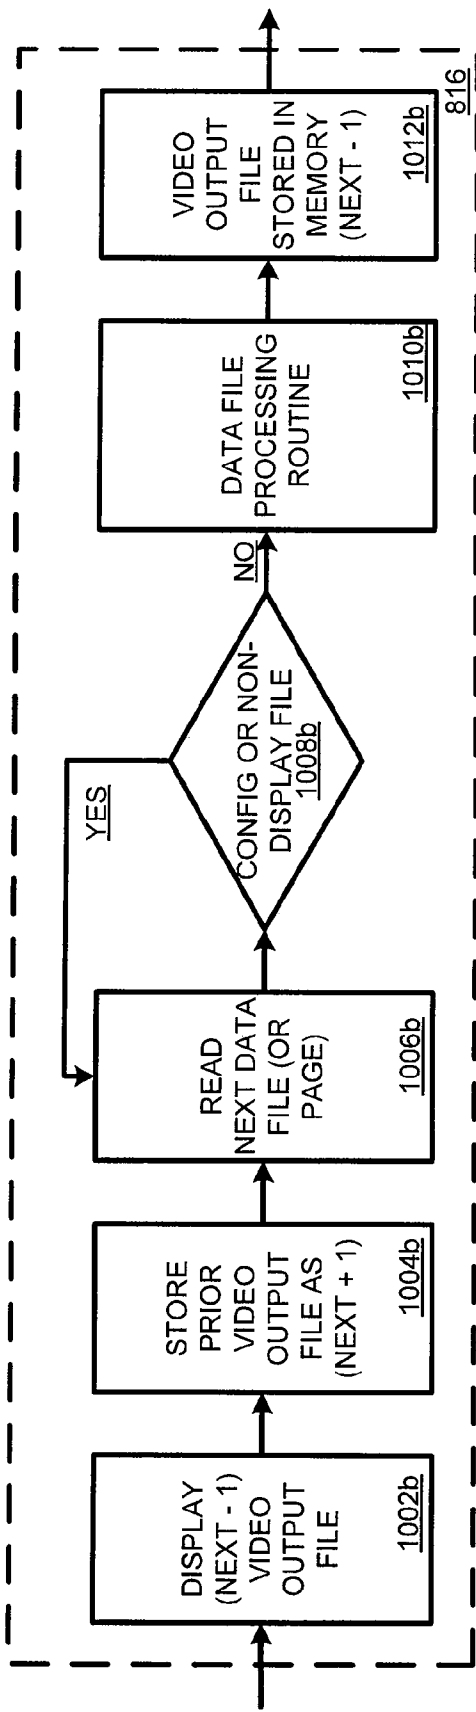 DISPLAY
(NEXT - 1)
VIDEO
OUTPUT
FILE
1002b
STORE
PRIOR
VIDEO
OUTPUT
FILE AS
(NEXT + 1)
1004b
READ
NEXT DATA
FILE (OR
PAGE)
1006b
YES
CONFIG OR NON-
DISPLAY FILE
1008b
NO
DATA FILE
PROCESSING
ROUTINE
1010b
VIDEO
OUTPUT
FILE
STORED IN
MEMORY
(NEXT - 1)
1012b
816